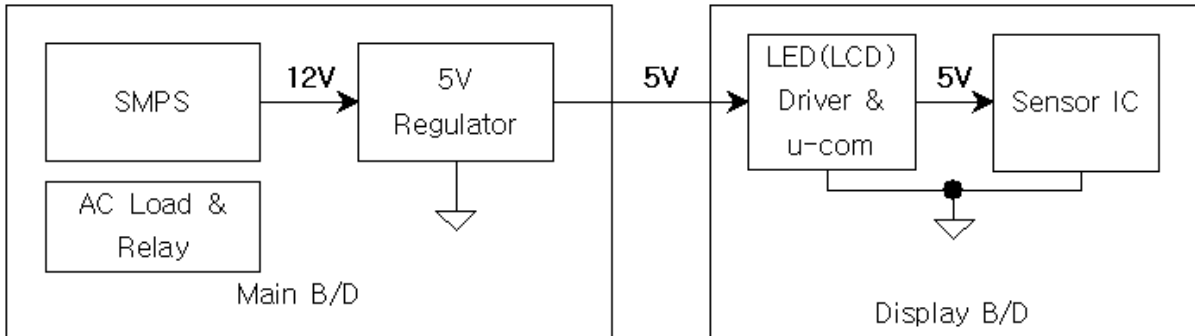 SMPS
12V
5V
Regulator
5V
LED(LCD)
Driver &
u-com
5V
Sensor IC
AC Load &
Relay
Main B/D
Display B/D